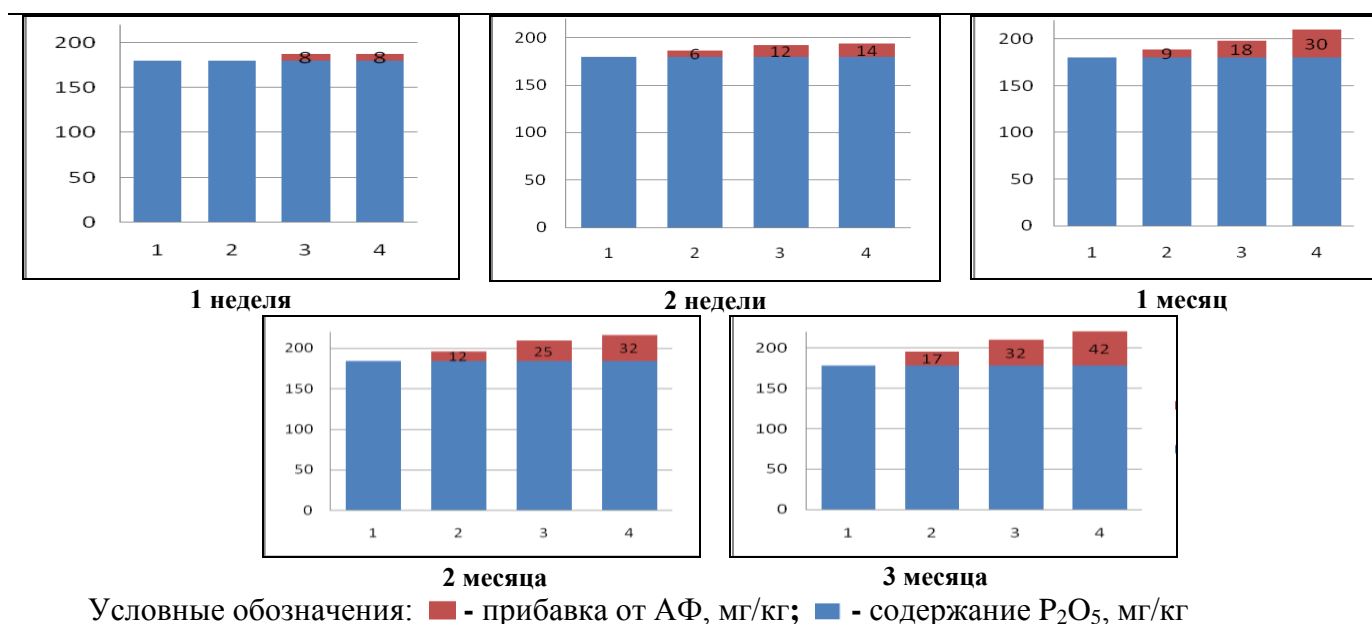 200
150
100
50
0
8 8
1 2 3 4
1 неделя
200
150
100
50
0
6 12 14
1 2 3 4
2 недели
200
150
100
50
0
9 18 30
1 2 3 4
1 месяц
200
150
100
50
0
12 25 32
1 2 3 4
2 месяца
200
150
100
50
0
17 32 42
1 2 3 4
3 месяца
Условные обозначения: - прибавка от АФ, мг/кг; - содержание P₂O₅, мг/кг